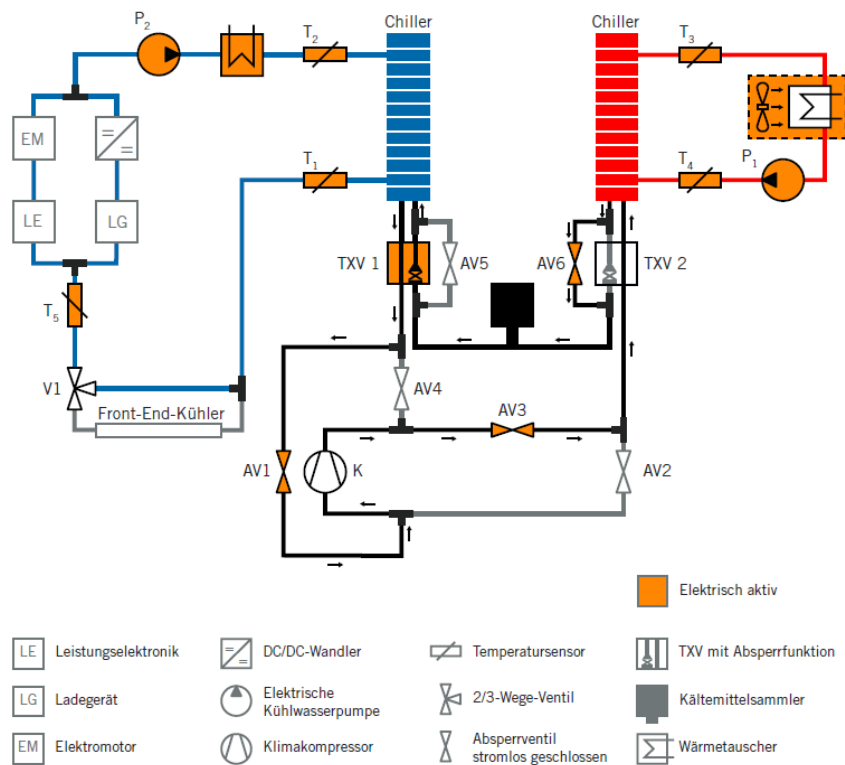 P2
Chiller
Chiller
T2
T3
EM
T1
T4
P1
LE
LG
TXV 1
AV5
AV6
TXV 2
T5
V1
AV4
Front-End-Kühler
AV3
AV1
K
AV2
Elektrisch aktiv
LE Leistungselektronik
DC/DC-Wandler
Temperatursensor
TXV mit Absperrfunktion
LG Ladegerät
Elektrische
Kühlwasserpumpe
2/3-Wege-Ventil
Kältemittelsammler
EM Elektromotor
Klimakompressor
Absperrventil
stromlos geschlossen
Wärmetauscher